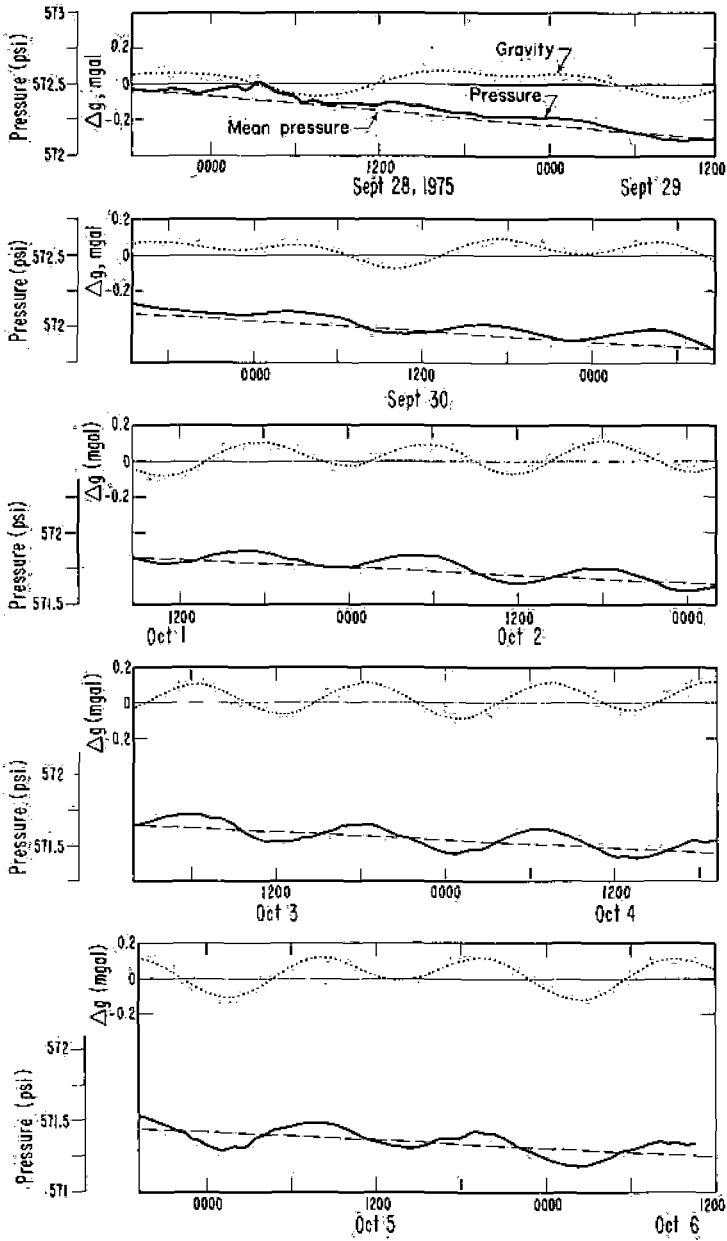 573
Pressure (psi)
572.5
572
Δg, mgal
0.2
0
-0.2
Gravity
Pressure
Mean pressure
0000
1200
0000
1200
Sept 28, 1975
Sept 29
Pressure (psi)
572.5
572
Δg, mgal
0.2
0
-0.2
0000
1200
0000
Sept 30
Pressure (psi)
572
571.5
Δg (mgal)
0.2
0
-0.2
1200
0000
1200
0000
Oct 1
Oct 2
Pressure (psi)
572
571.5
Δg (mgal)
0.2
0
-0.2
1200
0000
1200
Oct 3
Oct 4
Pressure (psi)
572
571.5
571
Δg (mgal)
0.2
0
-0.2
0000
1200
0000
1200
Oct 5
Oct 6